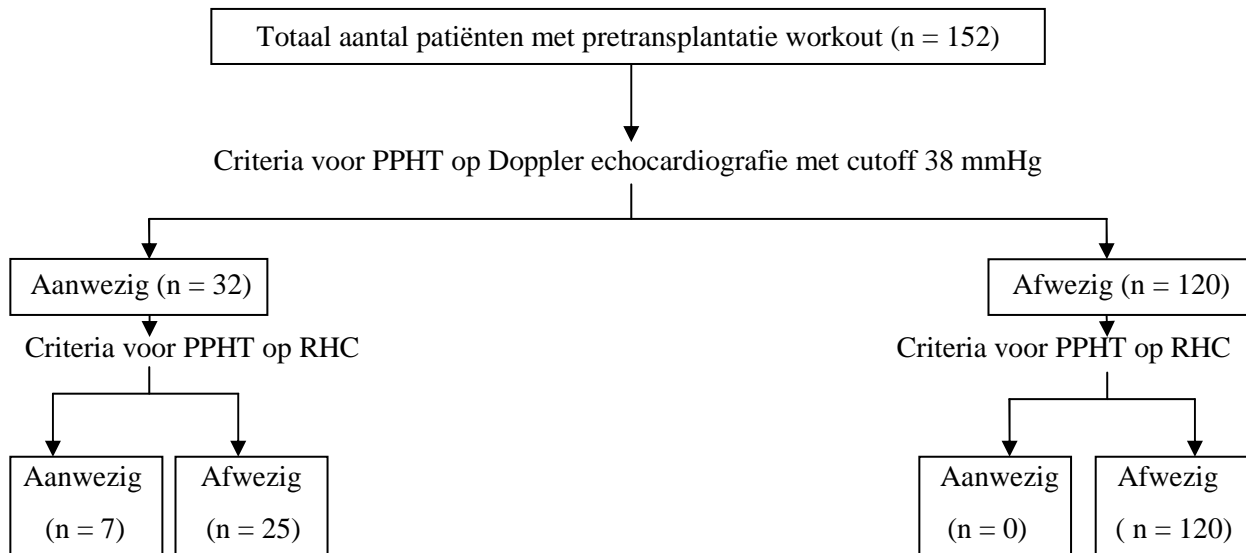 Totaal aantal patiënten met pretransplantatie workout (n = 152)
Criteria voor PPHT op Doppler echocardiografie met cutoff 38 mmHg
Aanwezig (n = 32)
Afwezig (n = 120)
Criteria voor PPHT op RHC
Criteria voor PPHT op RHC
Aanwezig
(n = 7)
Afwezig
(n = 25)
Aanwezig
(n = 0)
Afwezig
( n = 120)